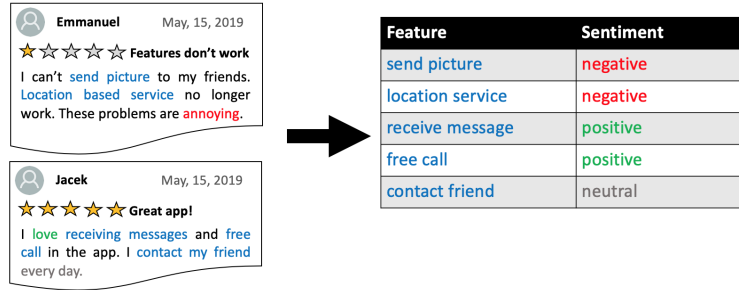 Emmanuel May, 15, 2019
Features don't work
I can't send picture to my friends.
Location based service no longer
work. These problems are annoying.
Jacek May, 15, 2019
Great app!
I love receiving messages and free
call in the app. I contact my friend
every day.
Feature Sentiment
send picture negative
location service negative
receive message positive
free call positive
contact friend neutral